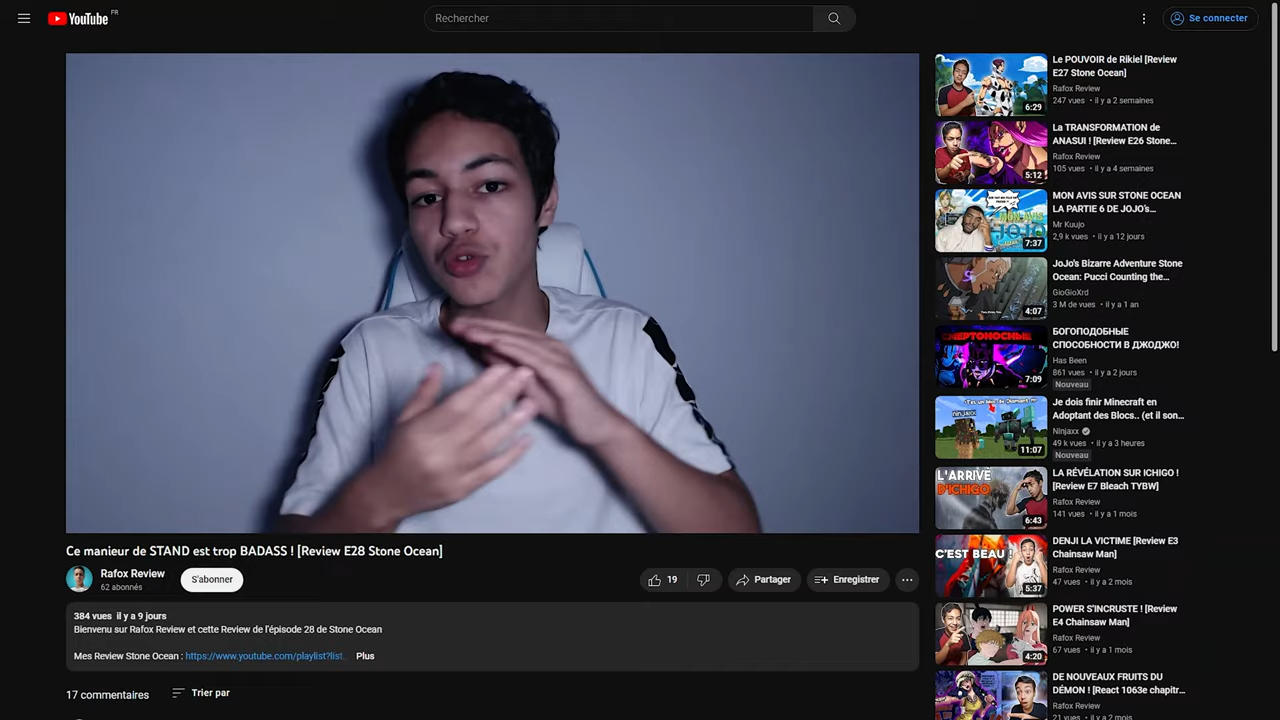 YouTube FR
Rechercher
Se connecter
Ce manieur de STAND est trop BADASS ! [Review E28 Stone Ocean]
Rafox Review
62 abonnés
S'abonner
19
Partager
Enregistrer
384 vues il y a 9 jours
Bienvenu sur Rafox Review et cette Review de l'épisode 28 de Stone Ocean
Mes Review Stone Ocean : https://www.youtube.com/playlist?list... Plus
17 commentaires
Trier par
6:29
Le POUVOIR de Rikiel [Review
E27 Stone Ocean]
Rafox Review
247 vues • il y a 2 semaines
5:12
La TRANSFORMATION de
ANASUI ! [Review E26 Stone...
Rafox Review
105 vues • il y a 4 semaines
MON AVIS
JOJO
7:37
MON AVIS SUR STONE OCEAN
LA PARTIE 6 DE JOJO's...
Mr Kuujo
2,9 k vues • il y a 12 jours
4:07
JoJo's Bizarre Adventure Stone
Ocean: Pucci Counting the...
GioGioXrd
3 M de vues • il y a 1 an
СМЕРТОНОСНЫЕ
7:09
БОГОПОДОБНЫЕ
СПОСОБНОСТИ В ДЖОДЖО!
Has Been
861 vues • il y a 2 jours
Nouveau
ninjaxx
11:07
Je dois finir Minecraft en
Adoptant des Blocs.. (et il son...
Ninjaxx
49 k vues • il y a 3 heures
Nouveau
L'ARRIVÉ
D'ICHIGO
6:43
LA RÉVÉLATION SUR ICHIGO !
[Review E7 Bleach TYBW]
Rafox Review
141 vues • il y a 1 mois
C'EST BEAU !
5:37
DENJI LA VICTIME [Review E3
Chainsaw Man]
Rafox Review
47 vues • il y a 2 mois
4:20
POWER S'INCRUSTE ! [Review
E4 Chainsaw Man]
Rafox Review
67 vues • il y a 1 mois
DE NOUVEAUX FRUITS DU
DÉMON ! [React 1063e chapitr...
Rafox Review
21 vues • il y a 2 mois